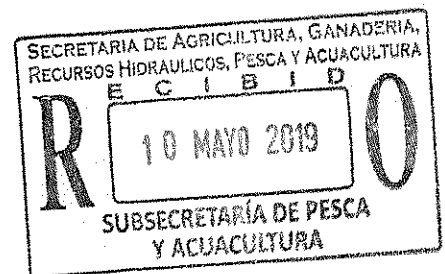 SECRETARIA DE AGRICULTURA, GANADERIA,
RECURSOS HIDRAULICOS, PESCA Y ACUACULTURA
R E C I B I D O
10 MAYO 2019
SUBSECRETARÍA DE PESCA
Y ACUACULTURA